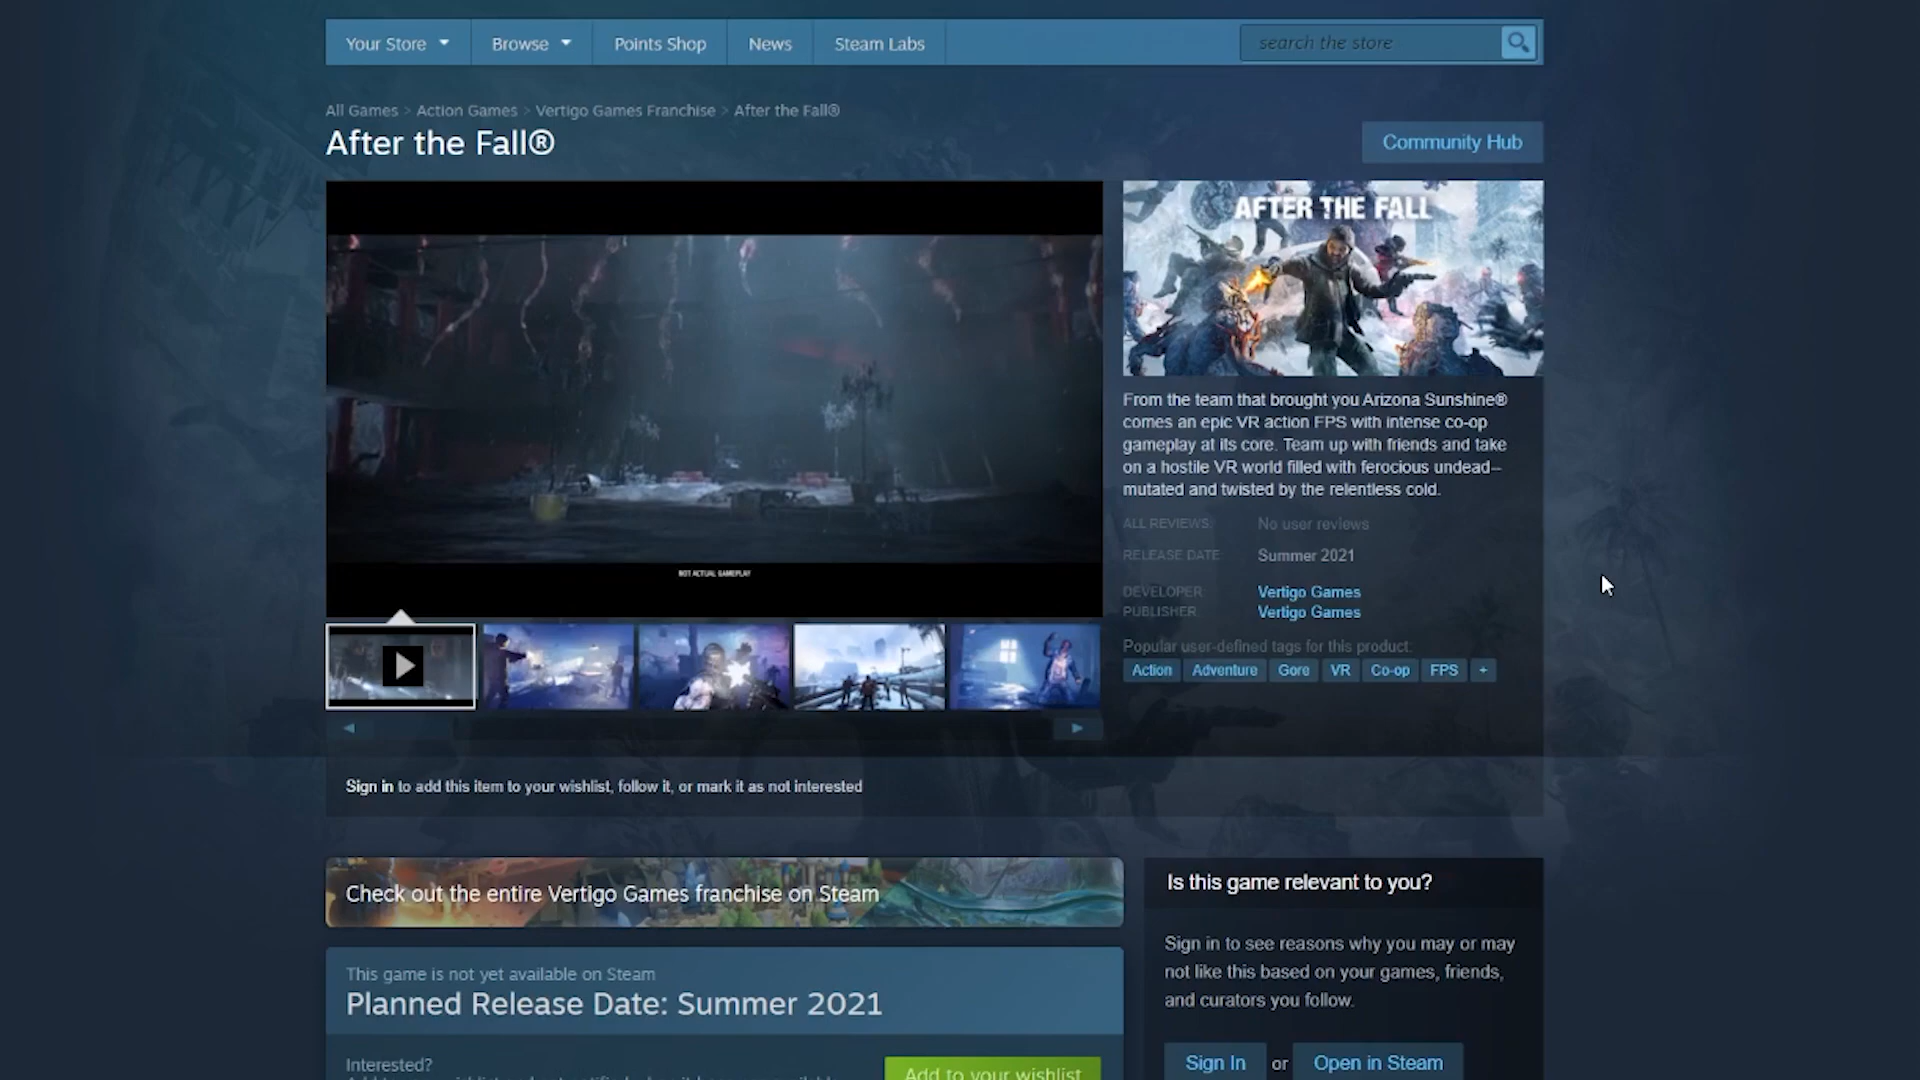 Your Store
Browse
Points Shop
News
Steam Labs
search the store
All Games > Action Games > Vertigo Games Franchise > After the Fall®
After the Fall®
Community Hub
NOT ACTUAL GAMEPLAY
AFTER THE FALL
From the team that brought you Arizona Sunshine®
comes an epic VR action FPS with intense co-op
gameplay at its core. Team up with friends and take
on a hostile VR world filled with ferocious undead–
mutated and twisted by the relentless cold.
ALL REVIEWS: No user reviews
RELEASE DATE: Summer 2021
DEVELOPER: Vertigo Games
PUBLISHER: Vertigo Games
Popular user-defined tags for this product:
Action Adventure Gore VR Co-op FPS +
Sign in to add this item to your wishlist, follow it, or mark it as not interested
Check out the entire Vertigo Games franchise on Steam
This game is not yet available on Steam
Planned Release Date: Summer 2021
Interested?
Add to your wishlist
Is this game relevant to you?
Sign in to see reasons why you may or may
not like this based on your games, friends,
and curators you follow.
Sign In or Open in Steam